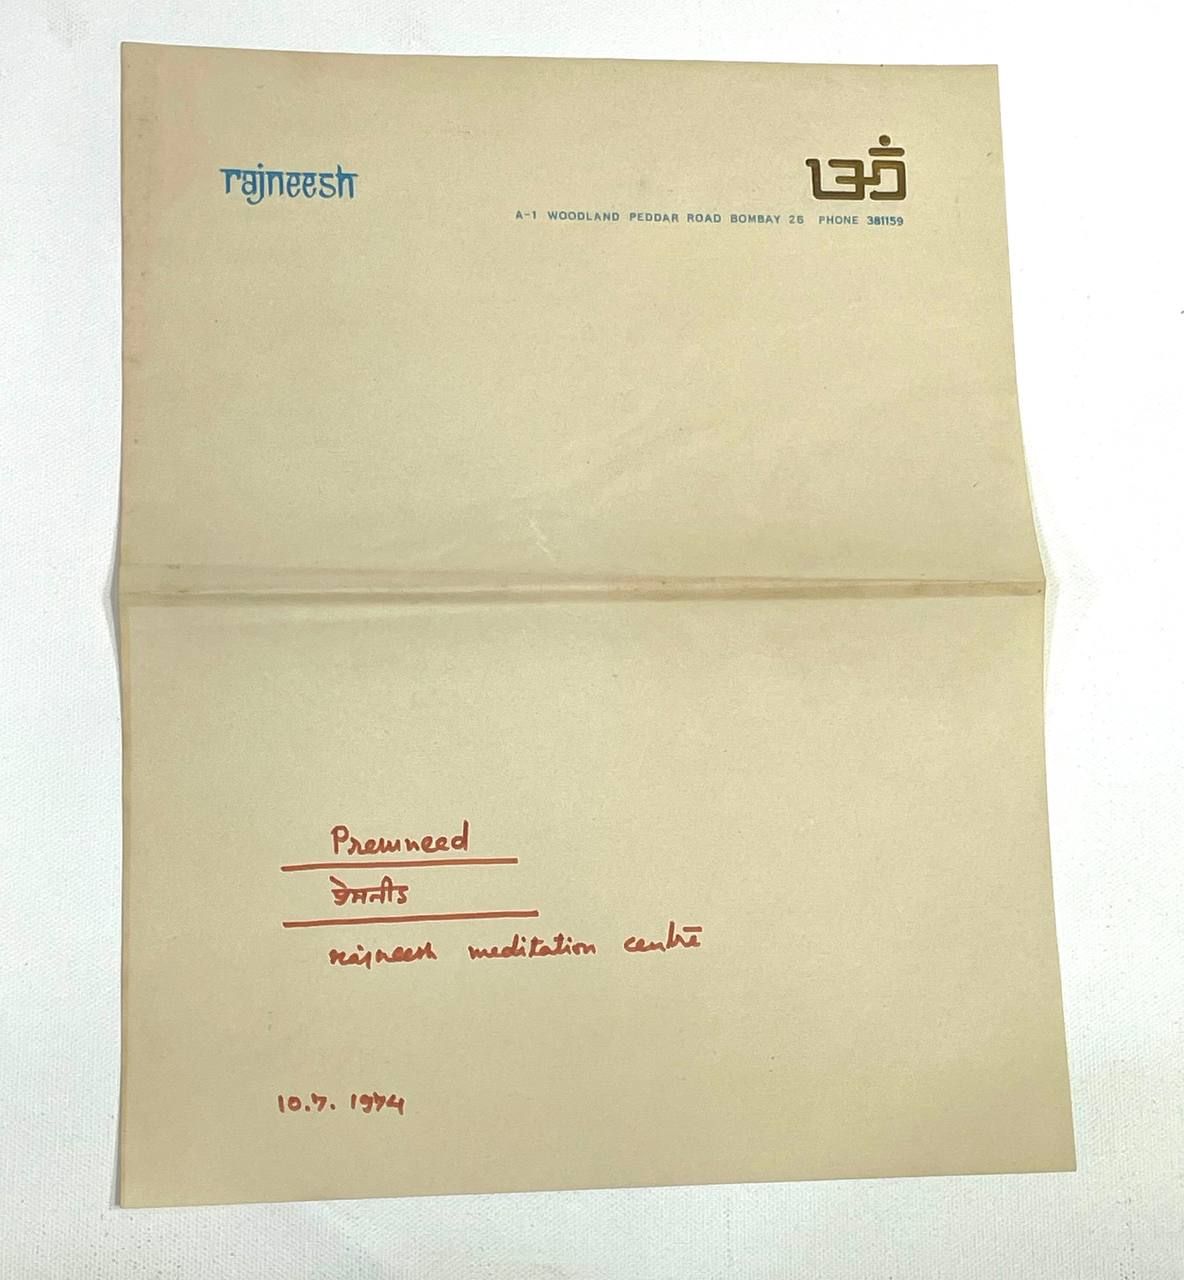 rajneesh
ॐ
A-1 WOODLAND PEDDAR ROAD BOMBAY 26 PHONE 381159
Premneed
प्रेमनीड
rajneesh meditation centre
10.7.1974